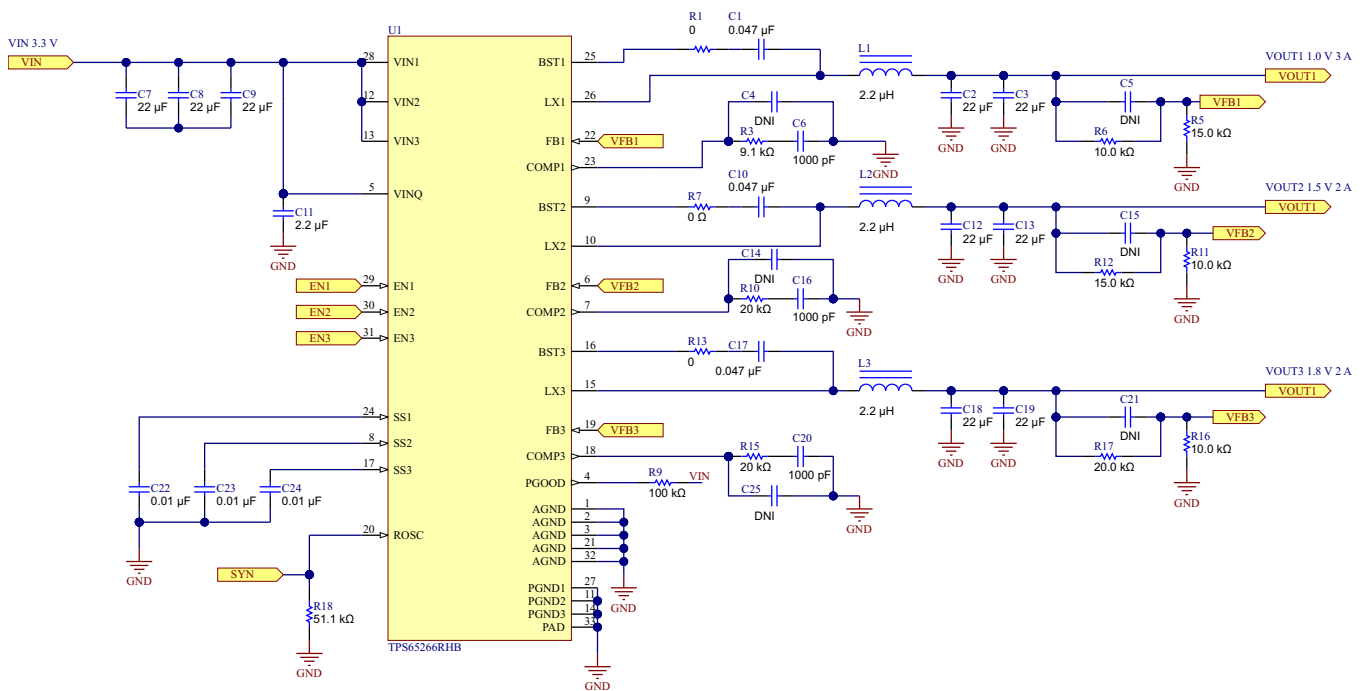 U1
VIN 3.3 V
VIN
C7
22 µF
C8
22 µF
C9
22 µF
C11
2.2 µF
GND
28
VIN1
12
VIN2
13
VIN3
5
VINQ
EN1
29
EN1
EN2
30
EN2
EN3
31
EN3
24
SS1
8
SS2
17
SS3
C22
0.01 µF
C23
0.01 µF
C24
0.01 µF
GND
20
ROSC
SYN
R18
51.1 kΩ
GND
TPS65266RHB
BST1
25
LX1
26
FB1
22
VFB1
COMP1
23
BST2
9
LX2
10
FB2
6
VFB2
COMP2
7
BST3
16
LX3
15
FB3
19
VFB3
COMP3
18
PGOOD
4
AGND
1
AGND
2
AGND
3
AGND
21
AGND
32
GND
PGND1
27
PGND2
11
PGND3
14
PAD
33
GND
R1
0
C1
0.047 µF
L1
2.2 µH
C4
DNI
R3
9.1 kΩ
C6
1000 pF
GND
C2
22 µF
GND
C3
22 µF
GND
VOUT1 1.0 V 3 A
VOUT1
C5
DNI
R6
10.0 kΩ
VFB1
R5
15.0 kΩ
GND
R7
0 Ω
C10
0.047 µF
L2
2.2 µH
C14
DNI
R10
20 kΩ
C16
1000 pF
GND
C12
22 µF
GND
C13
22 µF
GND
VOUT2 1.5 V 2 A
VOUT1
C15
DNI
R12
15.0 kΩ
VFB2
R11
10.0 kΩ
GND
R13
0
C17
0.047 µF
L3
2.2 µH
R15
20 kΩ
C20
1000 pF
C25
DNI
GND
R9
100 kΩ
VIN
C18
22 µF
GND
C19
22 µF
GND
VOUT3 1.8 V 2 A
VOUT1
C21
DNI
R17
20.0 kΩ
VFB3
R16
10.0 kΩ
GND